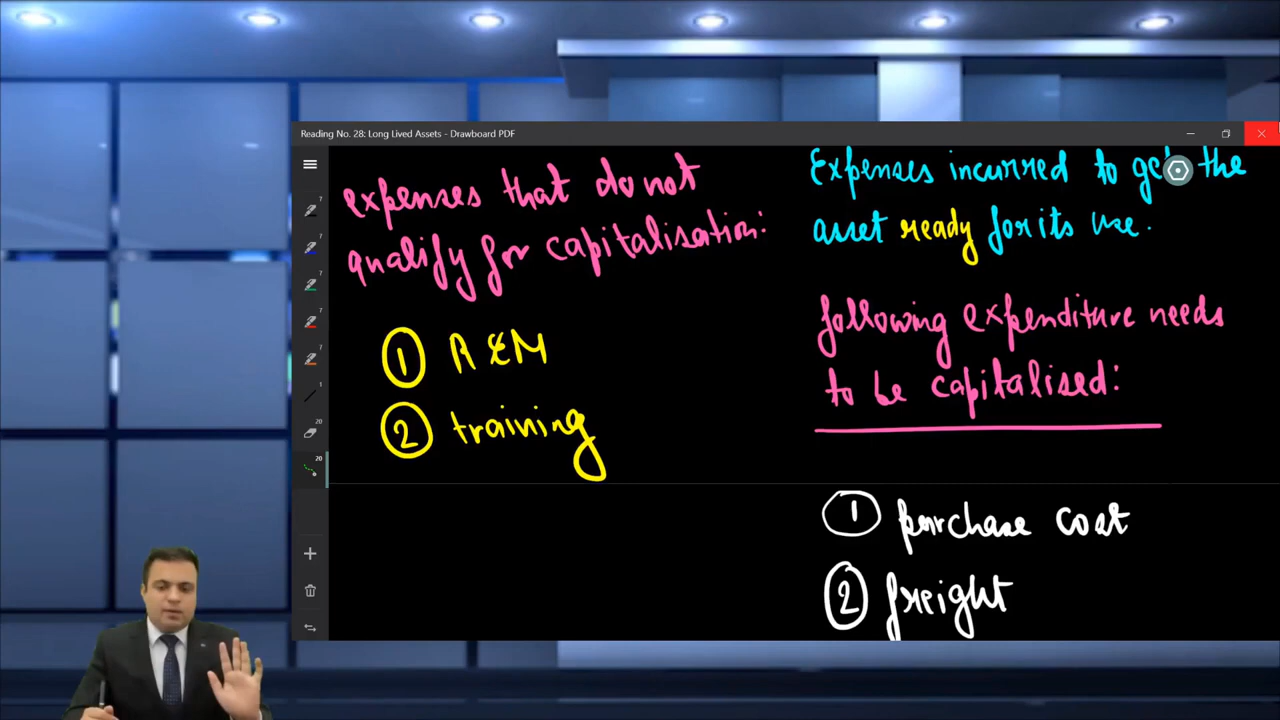 Reading No. 28: Long Lived Assets - Drawboard PDF
expenses that do not
qualify for capitalisation:
1 R & M
2 training
Expenses incurred to get the
asset ready for its use.
following expenditure needs
to be capitalised:
1 purchase cost
2 freight